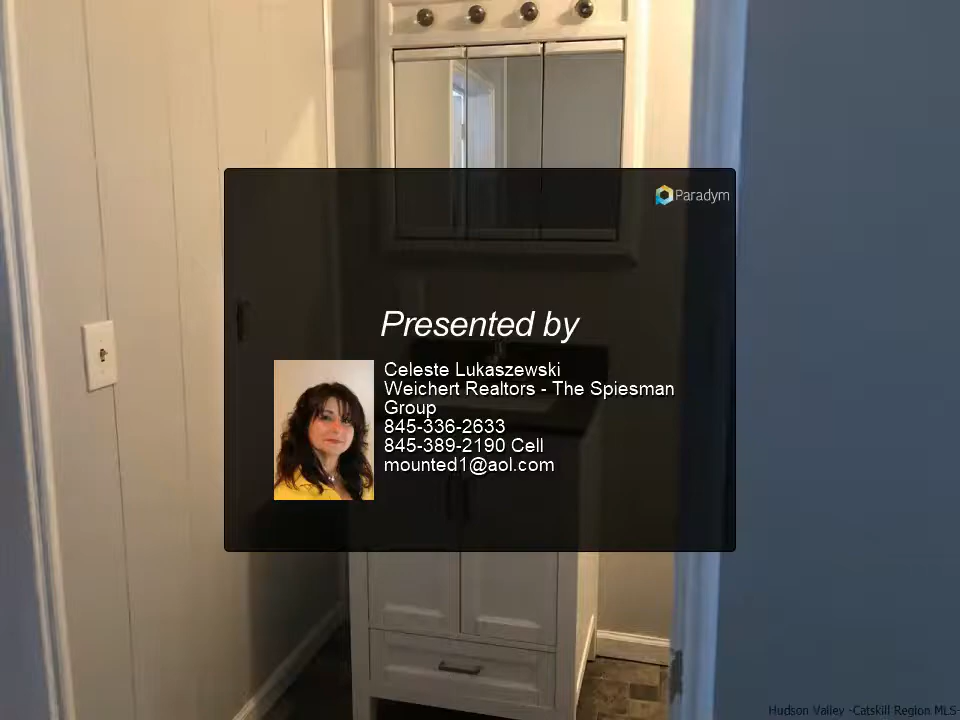 Paradym
Presented by
Celeste Lukaszewski
Weichert Realtors - The Spiesman
Group
845-336-2633
845-389-2190 Cell
mounted1@aol.com
Hudson Valley -Catskill Region MLS-